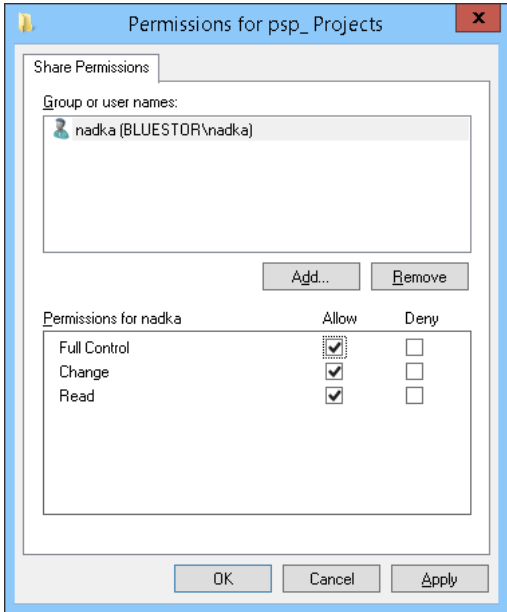 Permissions for psp_ Projects
x
Share Permissions
Group or user names:
nadka (BLUESTOR\nadka)
Add...
Remove
Permissions for nadka Allow Deny
Full Control
Change
Read
OK Cancel Apply